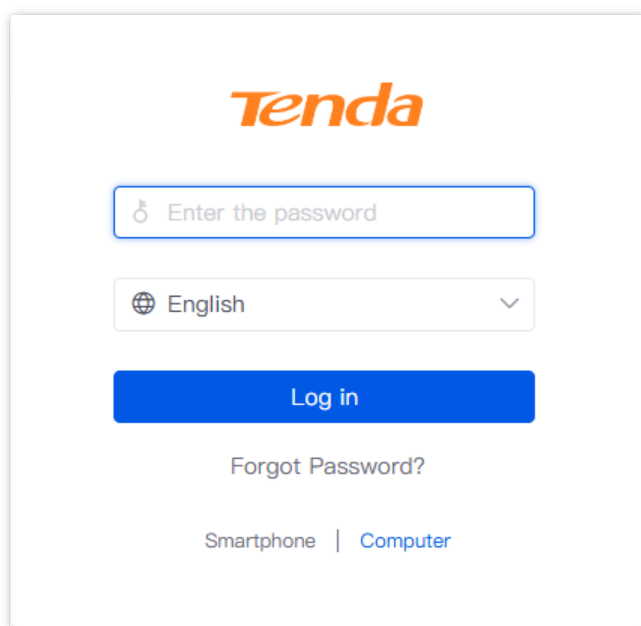 Tenda
Enter the password
English
Log in
Forgot Password?
Smartphone | Computer